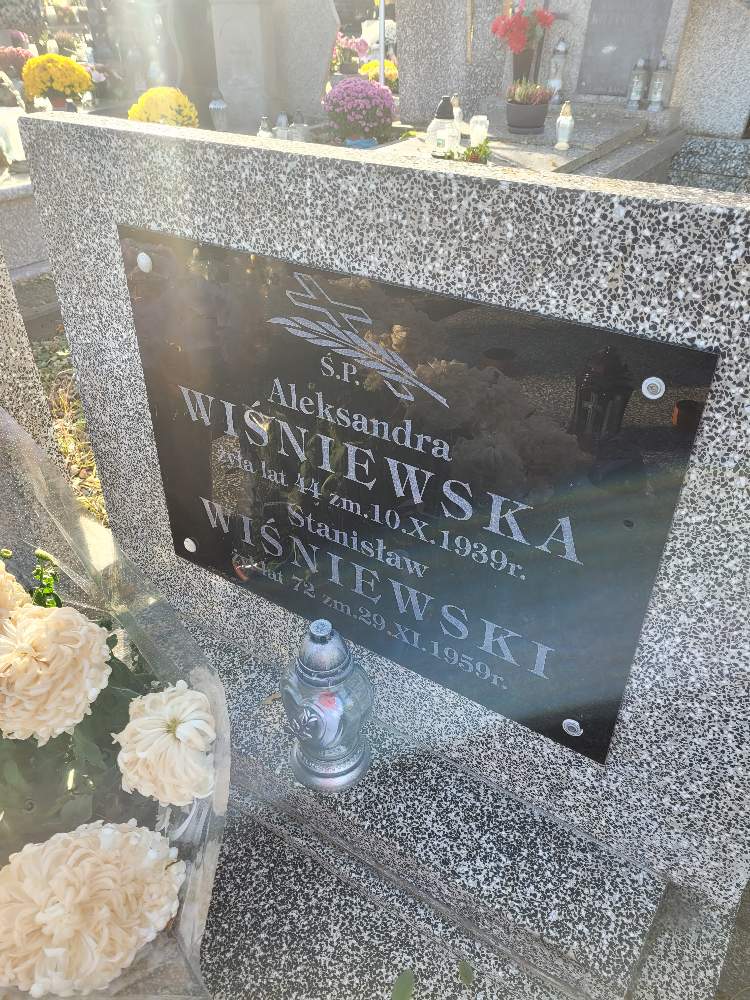 Ś.P.
Aleksandra
WIŚNIEWSKA
żyła lat 44 zm.10.X.1939r.
Stanisław
WIŚNIEWSKI
żył lat 72 zm.29.XI.1959r.